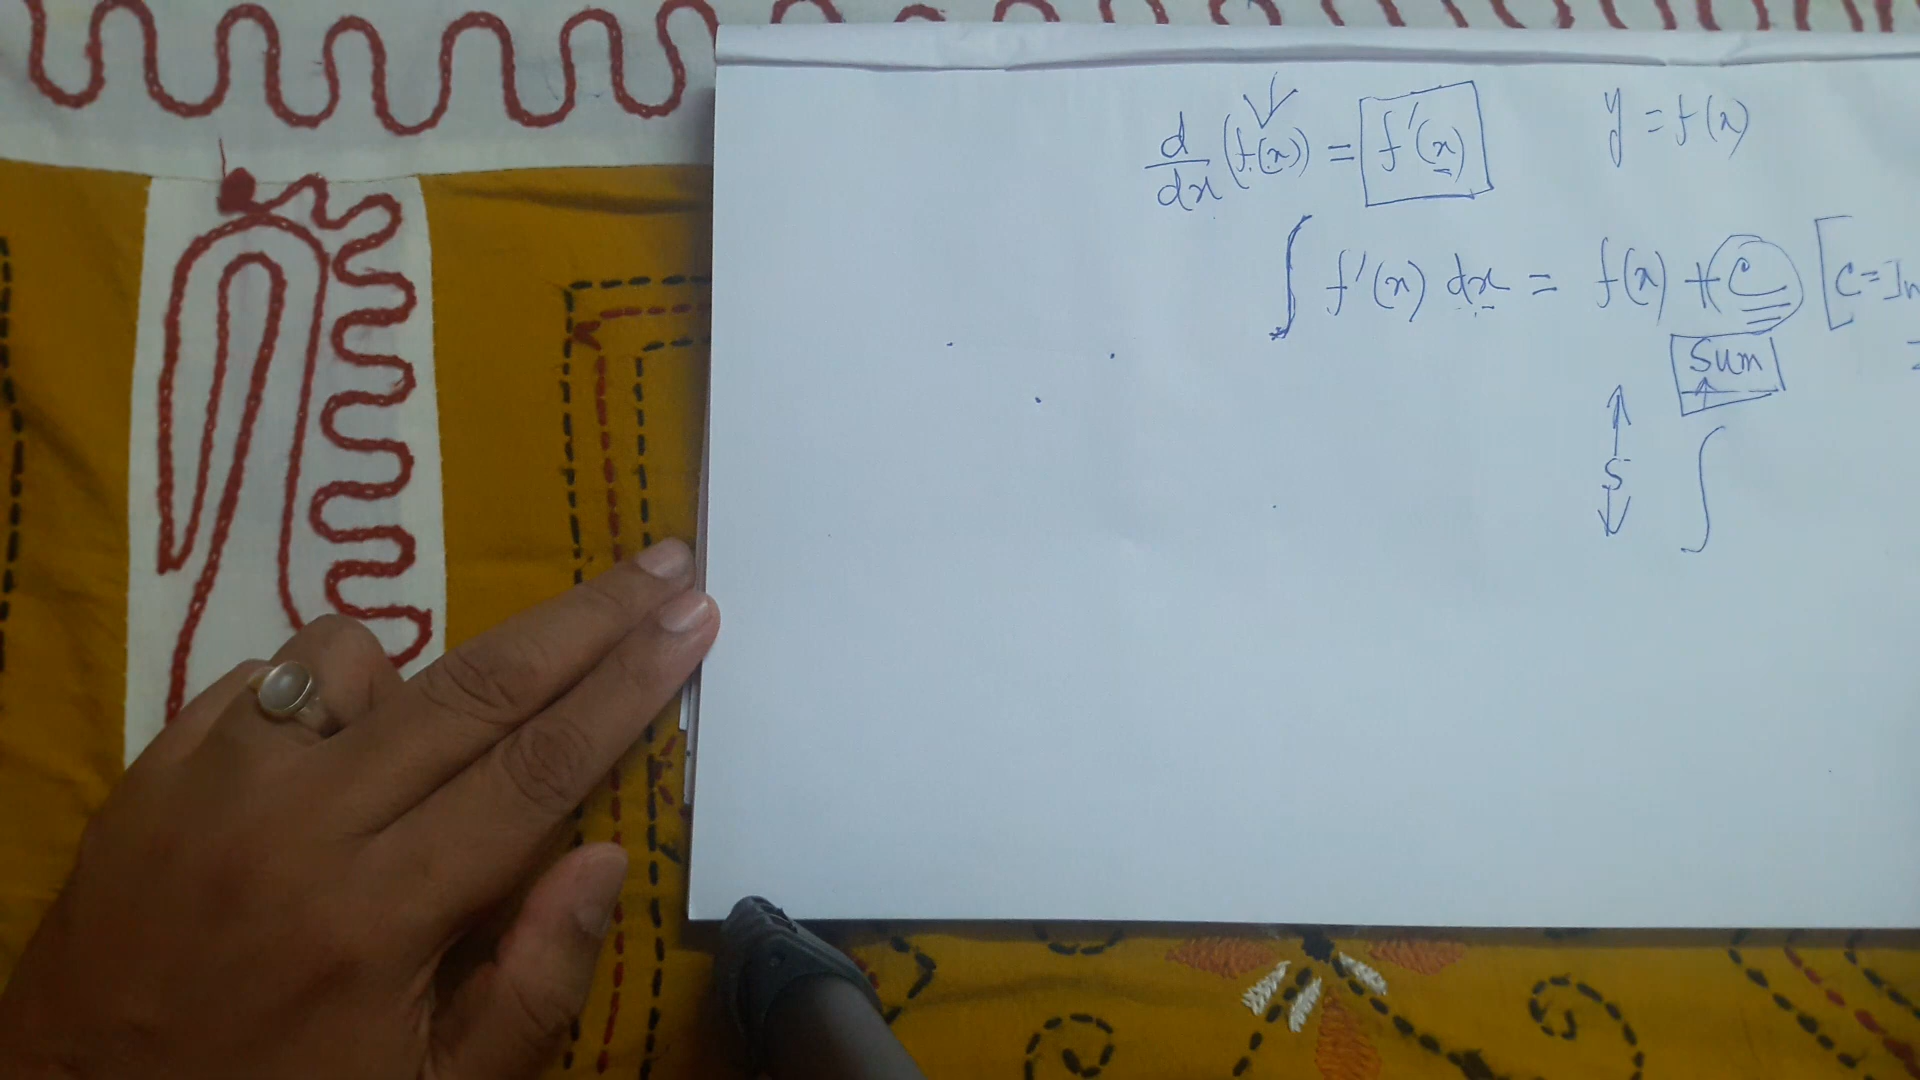 d/dx (f(x)) = f'(x) y = f(x)
∫ f'(x) dx = f(x) + C [C =
Sum
S ∫